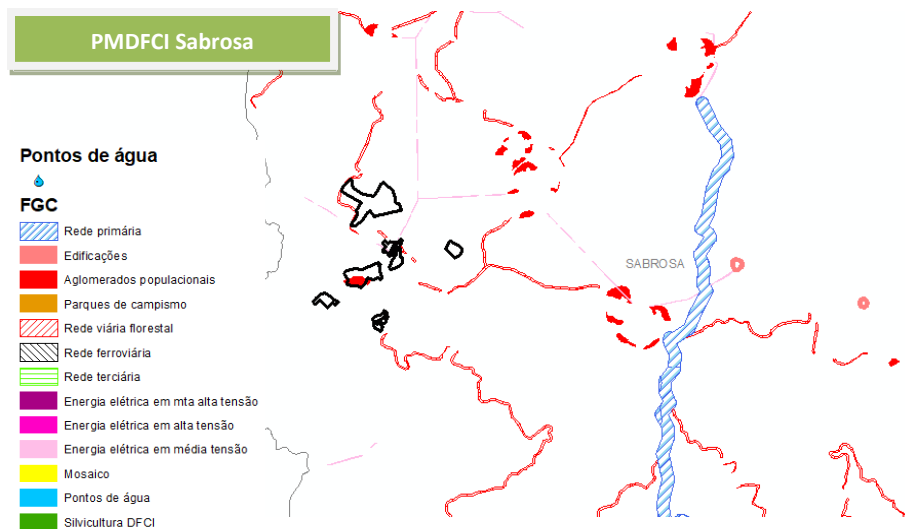 PMDFCI Sabrosa
Pontos de água
FGC
Rede primária
Edificações
Aglomerados populacionais
Parques de campismo
Rede viária florestal
Rede ferroviária
Rede terciária
Energia elétrica em mta alta tensão
Energia elétrica em alta tensão
Energia elétrica em média tensão
Mosaico
Pontos de água
Silvicultura DFCI
SABROSA